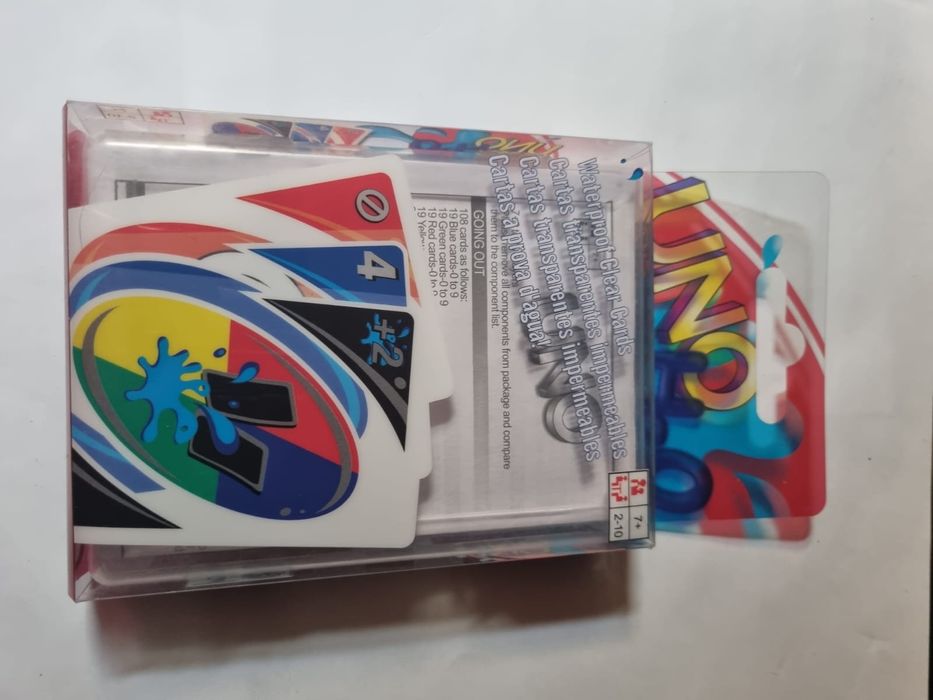 UNO
Waterproof Clear Cards
Cartas transparentes impermeables
Cartas transparentes impermeables
Cartas à prova d'água!
7+
2-10
UNO
all components from package and compare
them to the component list.
GOING OUT
108 cards as follows:
19 Blue cards-0 to 9
19 Green cards-0 to 9
19 Red cards-0 to 9
4
+2